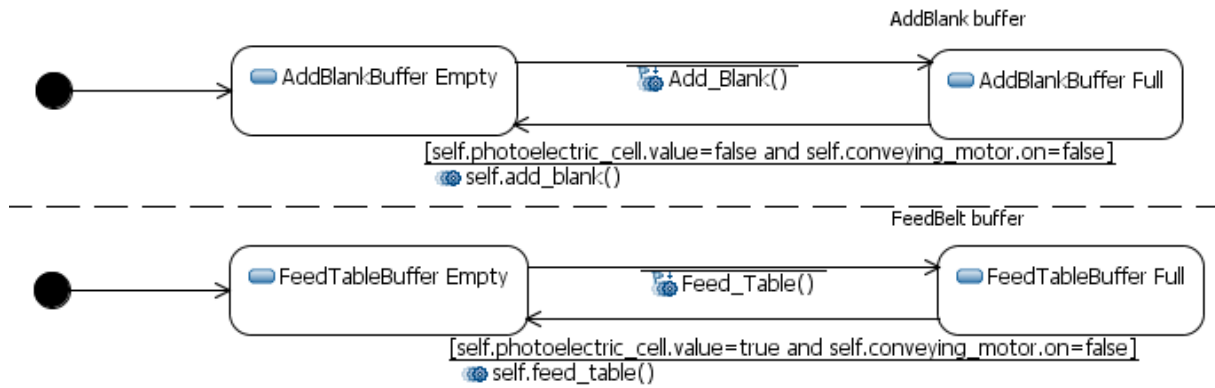 AddBlank buffer
AddBlankBuffer Empty
Add_Blank()
AddBlankBuffer Full
[self.photoelectric_cell.value=false and self.conveying_motor.on=false]
self.add_blank()
FeedBelt buffer
FeedTableBuffer Empty
Feed_Table()
FeedTableBuffer Full
[self.photoelectric_cell.value=true and self.conveying_motor.on=false]
self.feed_table()